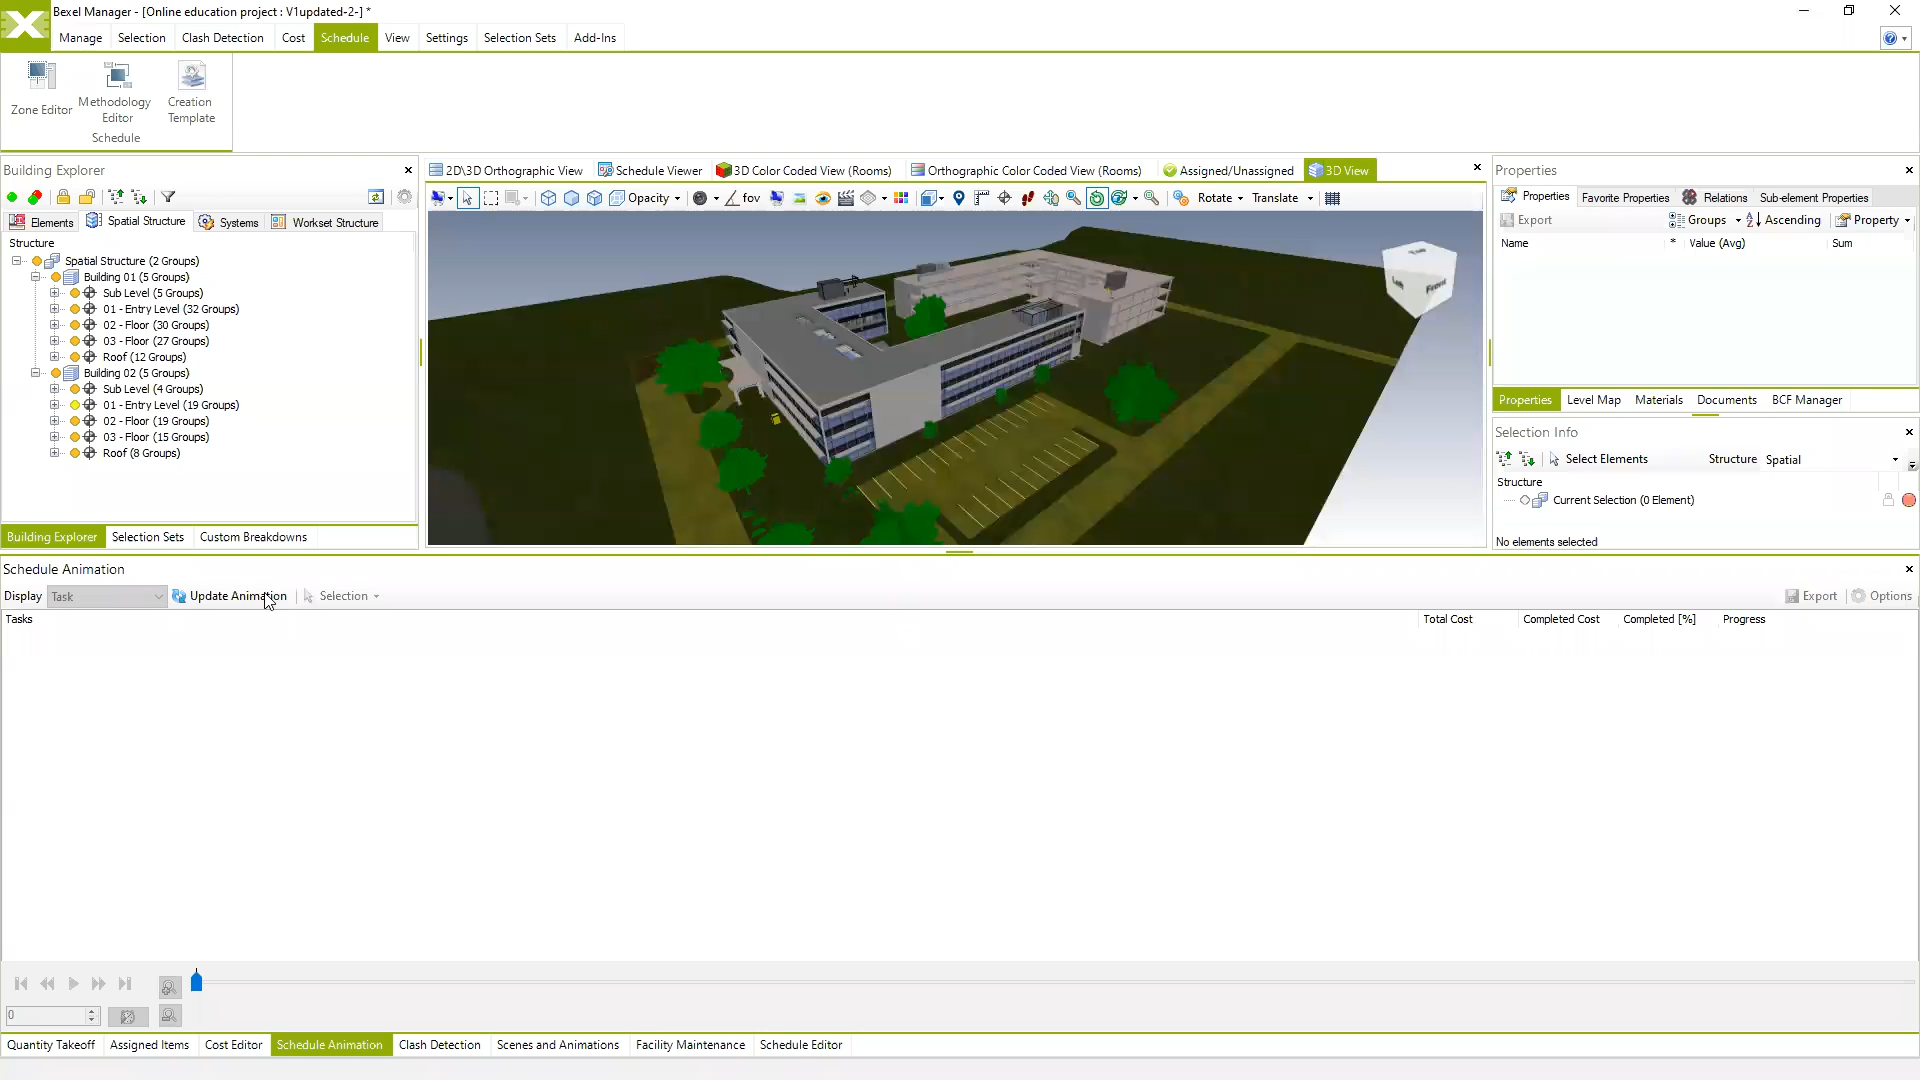 Bexel Manager - [Online education project : V1updated-2-] *
Manage Selection Clash Detection Cost Schedule View Settings Selection Sets Add-Ins
Zone Editor Methodology Editor Creation Template
Schedule
Building Explorer
Elements Spatial Structure Systems Workset Structure
Structure
Spatial Structure (2 Groups)
Building 01 (5 Groups)
Sub Level (5 Groups)
01 - Entry Level (32 Groups)
02 - Floor (30 Groups)
03 - Floor (27 Groups)
Roof (12 Groups)
Building 02 (5 Groups)
Sub Level (4 Groups)
01 - Entry Level (19 Groups)
02 - Floor (19 Groups)
03 - Floor (15 Groups)
Roof (8 Groups)
Building Explorer Selection Sets Custom Breakdowns
2D\3D Orthographic View Schedule Viewer 3D Color Coded View (Rooms) Orthographic Color Coded View (Rooms) Assigned/Unassigned 3D View
Opacity fov Rotate Translate
Front
Properties
Properties Favorite Properties Relations Sub-element Properties
Export Groups Ascending Property
Name * Value (Avg) Sum
Properties Level Map Materials Documents BCF Manager
Selection Info
Select Elements Structure Spatial
Structure
Current Selection (0 Element)
No elements selected
Schedule Animation
Display Task Update Animation Selection Export Options
Tasks Total Cost Completed Cost Completed [%] Progress
0
Quantity Takeoff Assigned Items Cost Editor Schedule Animation Clash Detection Scenes and Animations Facility Maintenance Schedule Editor